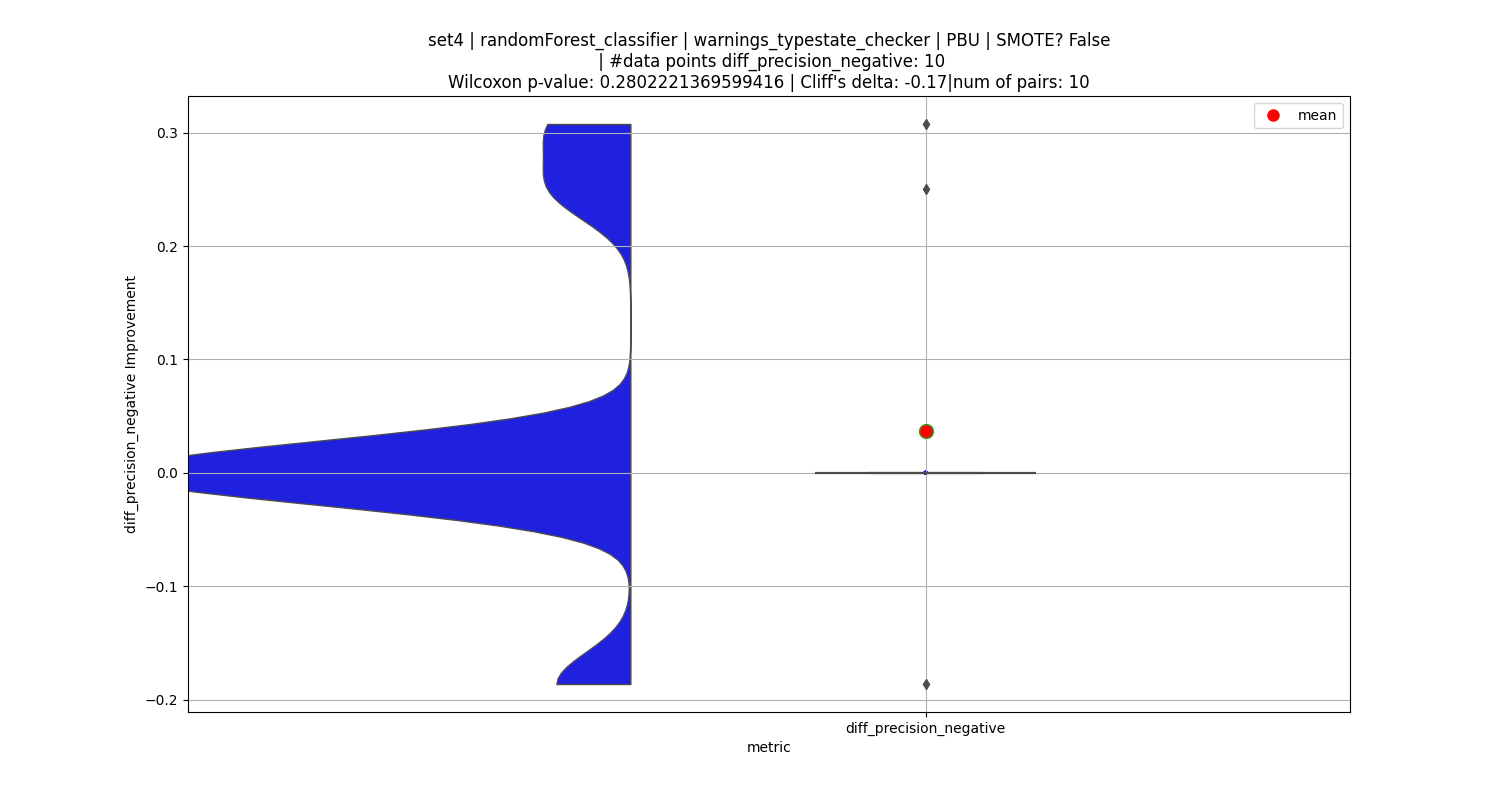 set4 | randomForest_classifier | warnings_typestate_checker | PBU | SMOTE? False
| #data points diff_precision_negative: 10
Wilcoxon p-value: 0.2802221369599416 | Cliff's delta: -0.17|num of pairs: 10
mean
0.3
0.2
0.1
0.0
−0.1
−0.2
diff_precision_negative Improvement
diff_precision_negative
metric